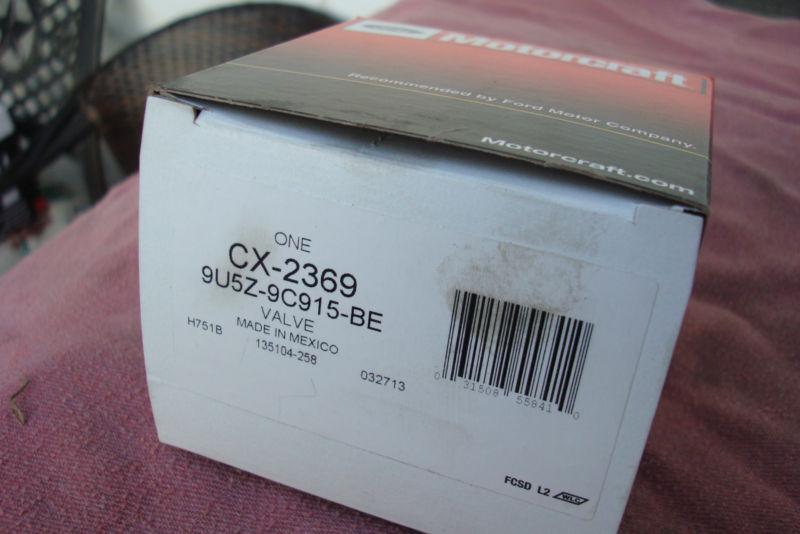 Motorcraft
Recommended by Ford Motor Company.
Motorcraft.com
ONE
CX-2369
9U5Z-9C915-BE
VALVE
H751B MADE IN MEXICO
135104-258
032713
0 31508 55841 0
FCSD L2 WLC